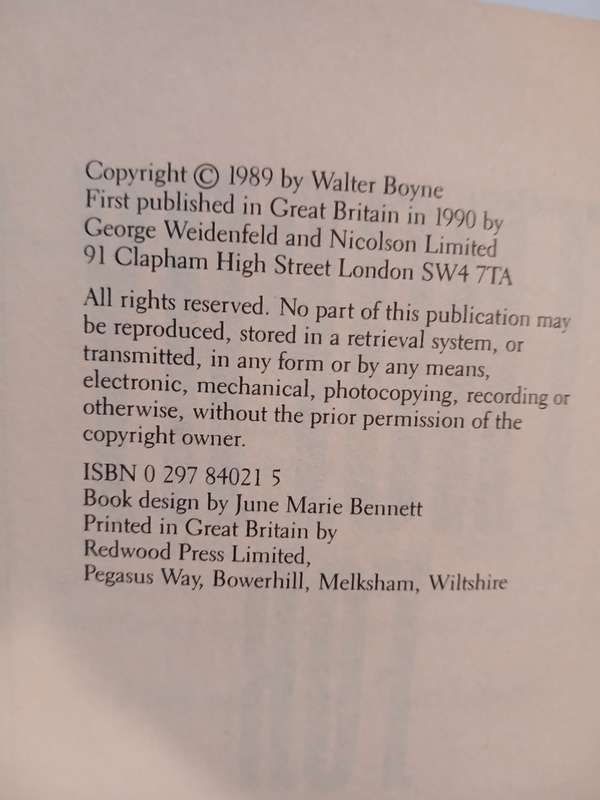 Copyright © 1989 by Walter Boyne
First published in Great Britain in 1990 by
George Weidenfeld and Nicolson Limited
91 Clapham High Street London SW4 7TA
All rights reserved. No part of this publication may
be reproduced, stored in a retrieval system, or
transmitted, in any form or by any means,
electronic, mechanical, photocopying, recording or
otherwise, without the prior permission of the
copyright owner.
ISBN 0 297 84021 5
Book design by June Marie Bennett
Printed in Great Britain by
Redwood Press Limited,
Pegasus Way, Bowerhill, Melksham, Wiltshire